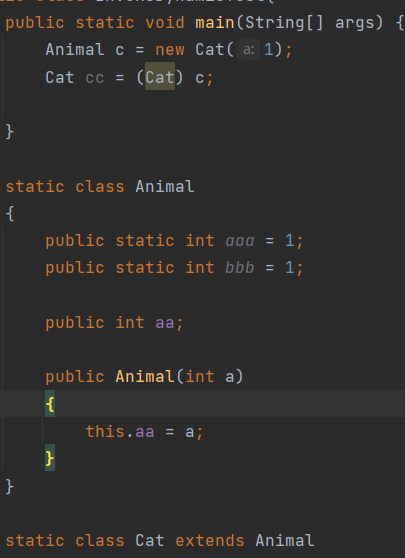 public static void main(String[] args) {
Animal c = new Cat( a: 1);
Cat cc = (Cat) c;
}
static class Animal
{
public static int aaa = 1;
public static int bbb = 1;
public int aa;
public Animal(int a)
{
this.aa = a;
}
}
static class Cat extends Animal